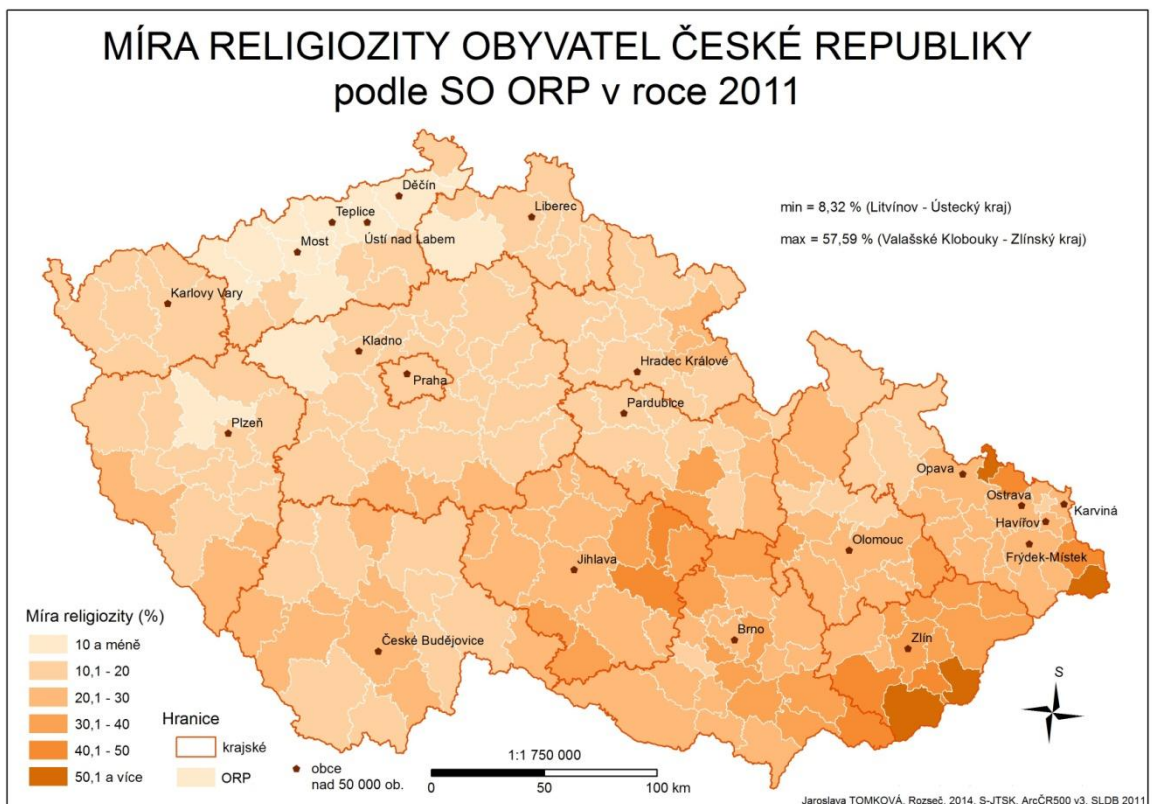 MÍRA RELIGIOZITY OBYVATEL ČESKÉ REPUBLIKY
podle SO ORP v roce 2011
min = 8,32 % (Litvínov - Ústecký kraj)
max = 57,59 % (Valašské Klobouky - Zlínský kraj)
Děčín
Teplice
Liberec
Ústí nad Labem
Most
Karlovy Vary
Kladno
Praha
Hradec Králové
Pardubice
Plzeň
Opava
Ostrava
Karviná
Havířov
Olomouc
Frýdek-Místek
Jihlava
Brno
Zlín
České Budějovice
Míra religiozity (%)
10 a méně
10,1 - 20
20,1 - 30
30,1 - 40
40,1 - 50
50,1 a více
Hranice
krajské
ORP
obce
nad 50 000 ob.
1:1 750 000
0 50 100 km
S
Jaroslava TOMKOVÁ, Rozseč, 2014, S-JTSK, ArcČR500 v3, SLDB 2011